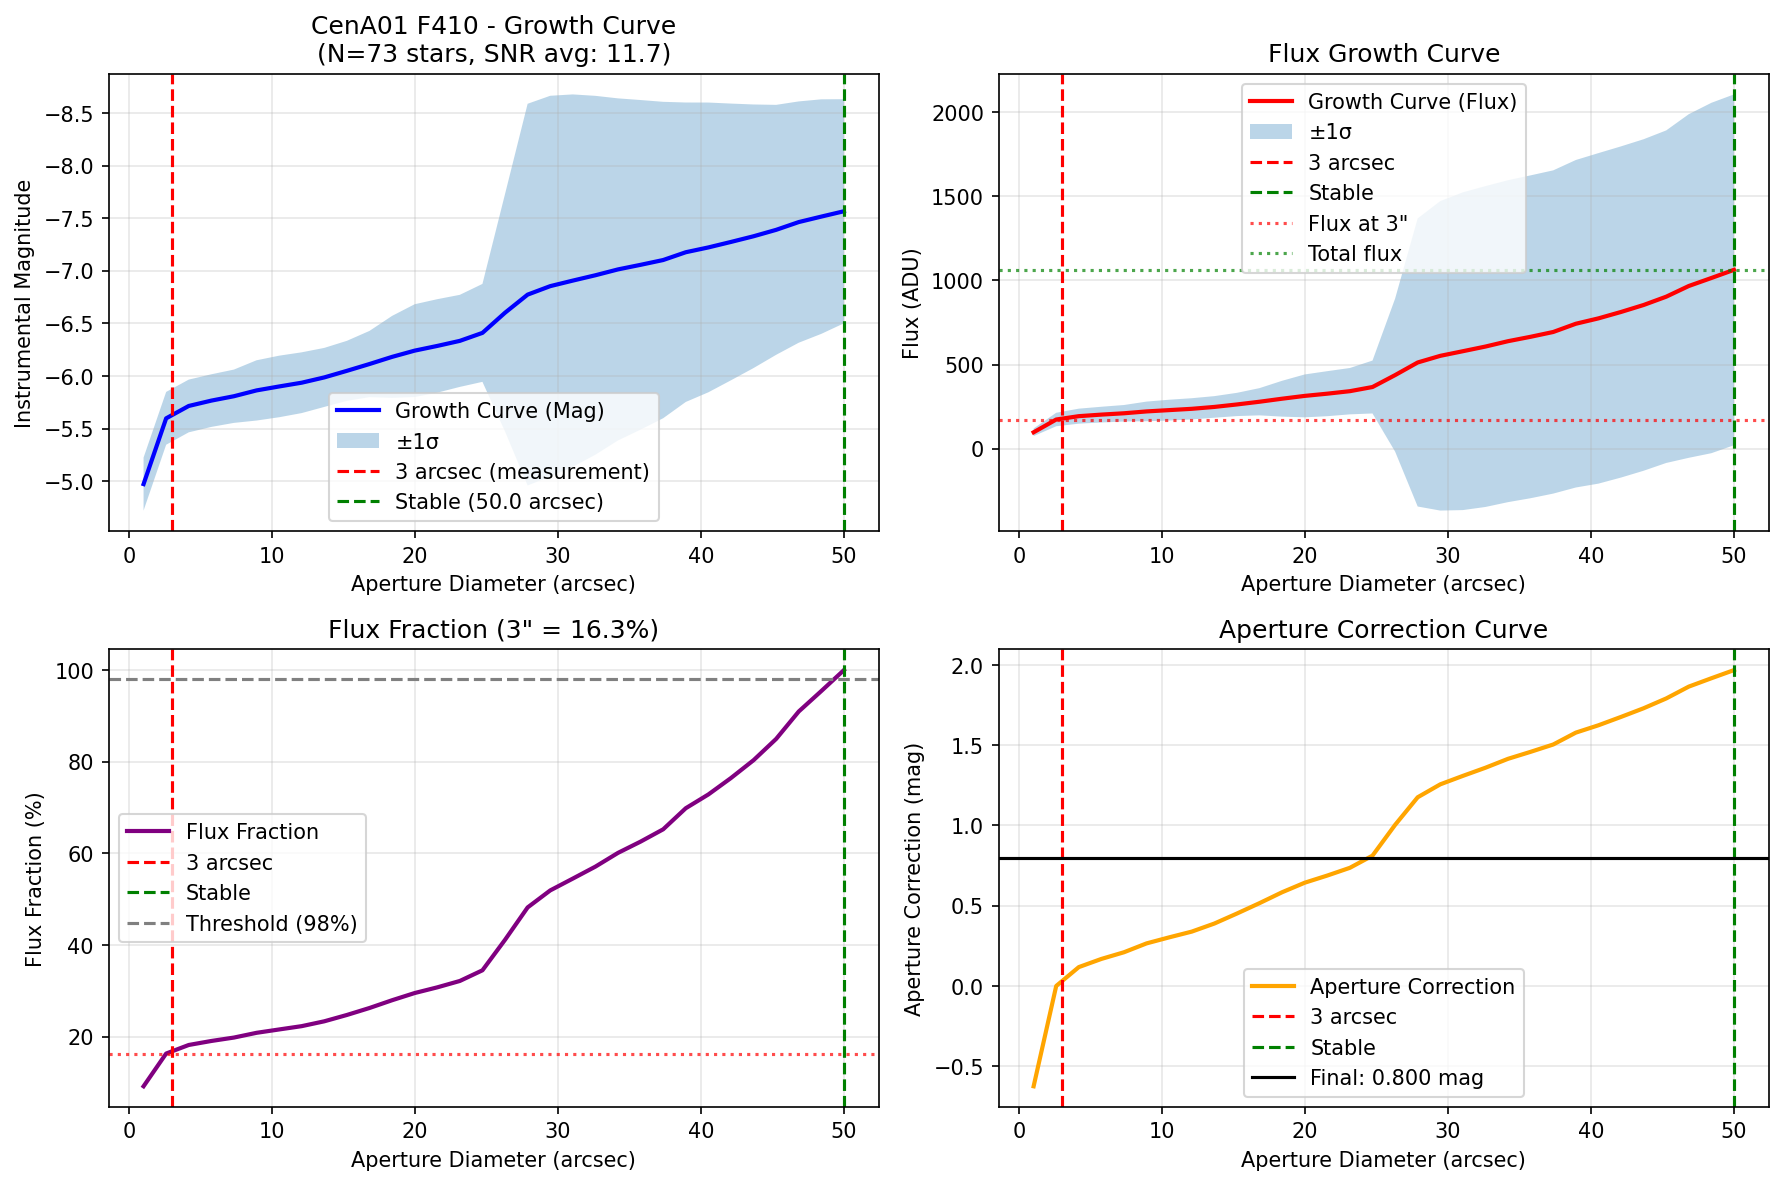 CenA01 F410 - Growth Curve
(N=73 stars, SNR avg: 11.7)
Instrumental Magnitude
−8.5
−8.0
−7.5
−7.0
−6.5
−6.0
−5.5
−5.0
Growth Curve (Mag)
±1σ
3 arcsec (measurement)
Stable (50.0 arcsec)
0 10 20 30 40 50
Aperture Diameter (arcsec)
Flux Growth Curve
Flux (ADU)
2000
1500
1000
500
0
Growth Curve (Flux)
±1σ
3 arcsec
Stable
Flux at 3"
Total flux
0 10 20 30 40 50
Aperture Diameter (arcsec)
Flux Fraction (3" = 16.3%)
Flux Fraction (%)
100
80
60
40
20
Flux Fraction
3 arcsec
Stable
Threshold (98%)
0 10 20 30 40 50
Aperture Diameter (arcsec)
Aperture Correction Curve
Aperture Correction (mag)
2.0
1.5
1.0
0.5
0.0
−0.5
Aperture Correction
3 arcsec
Stable
Final: 0.800 mag
0 10 20 30 40 50
Aperture Diameter (arcsec)